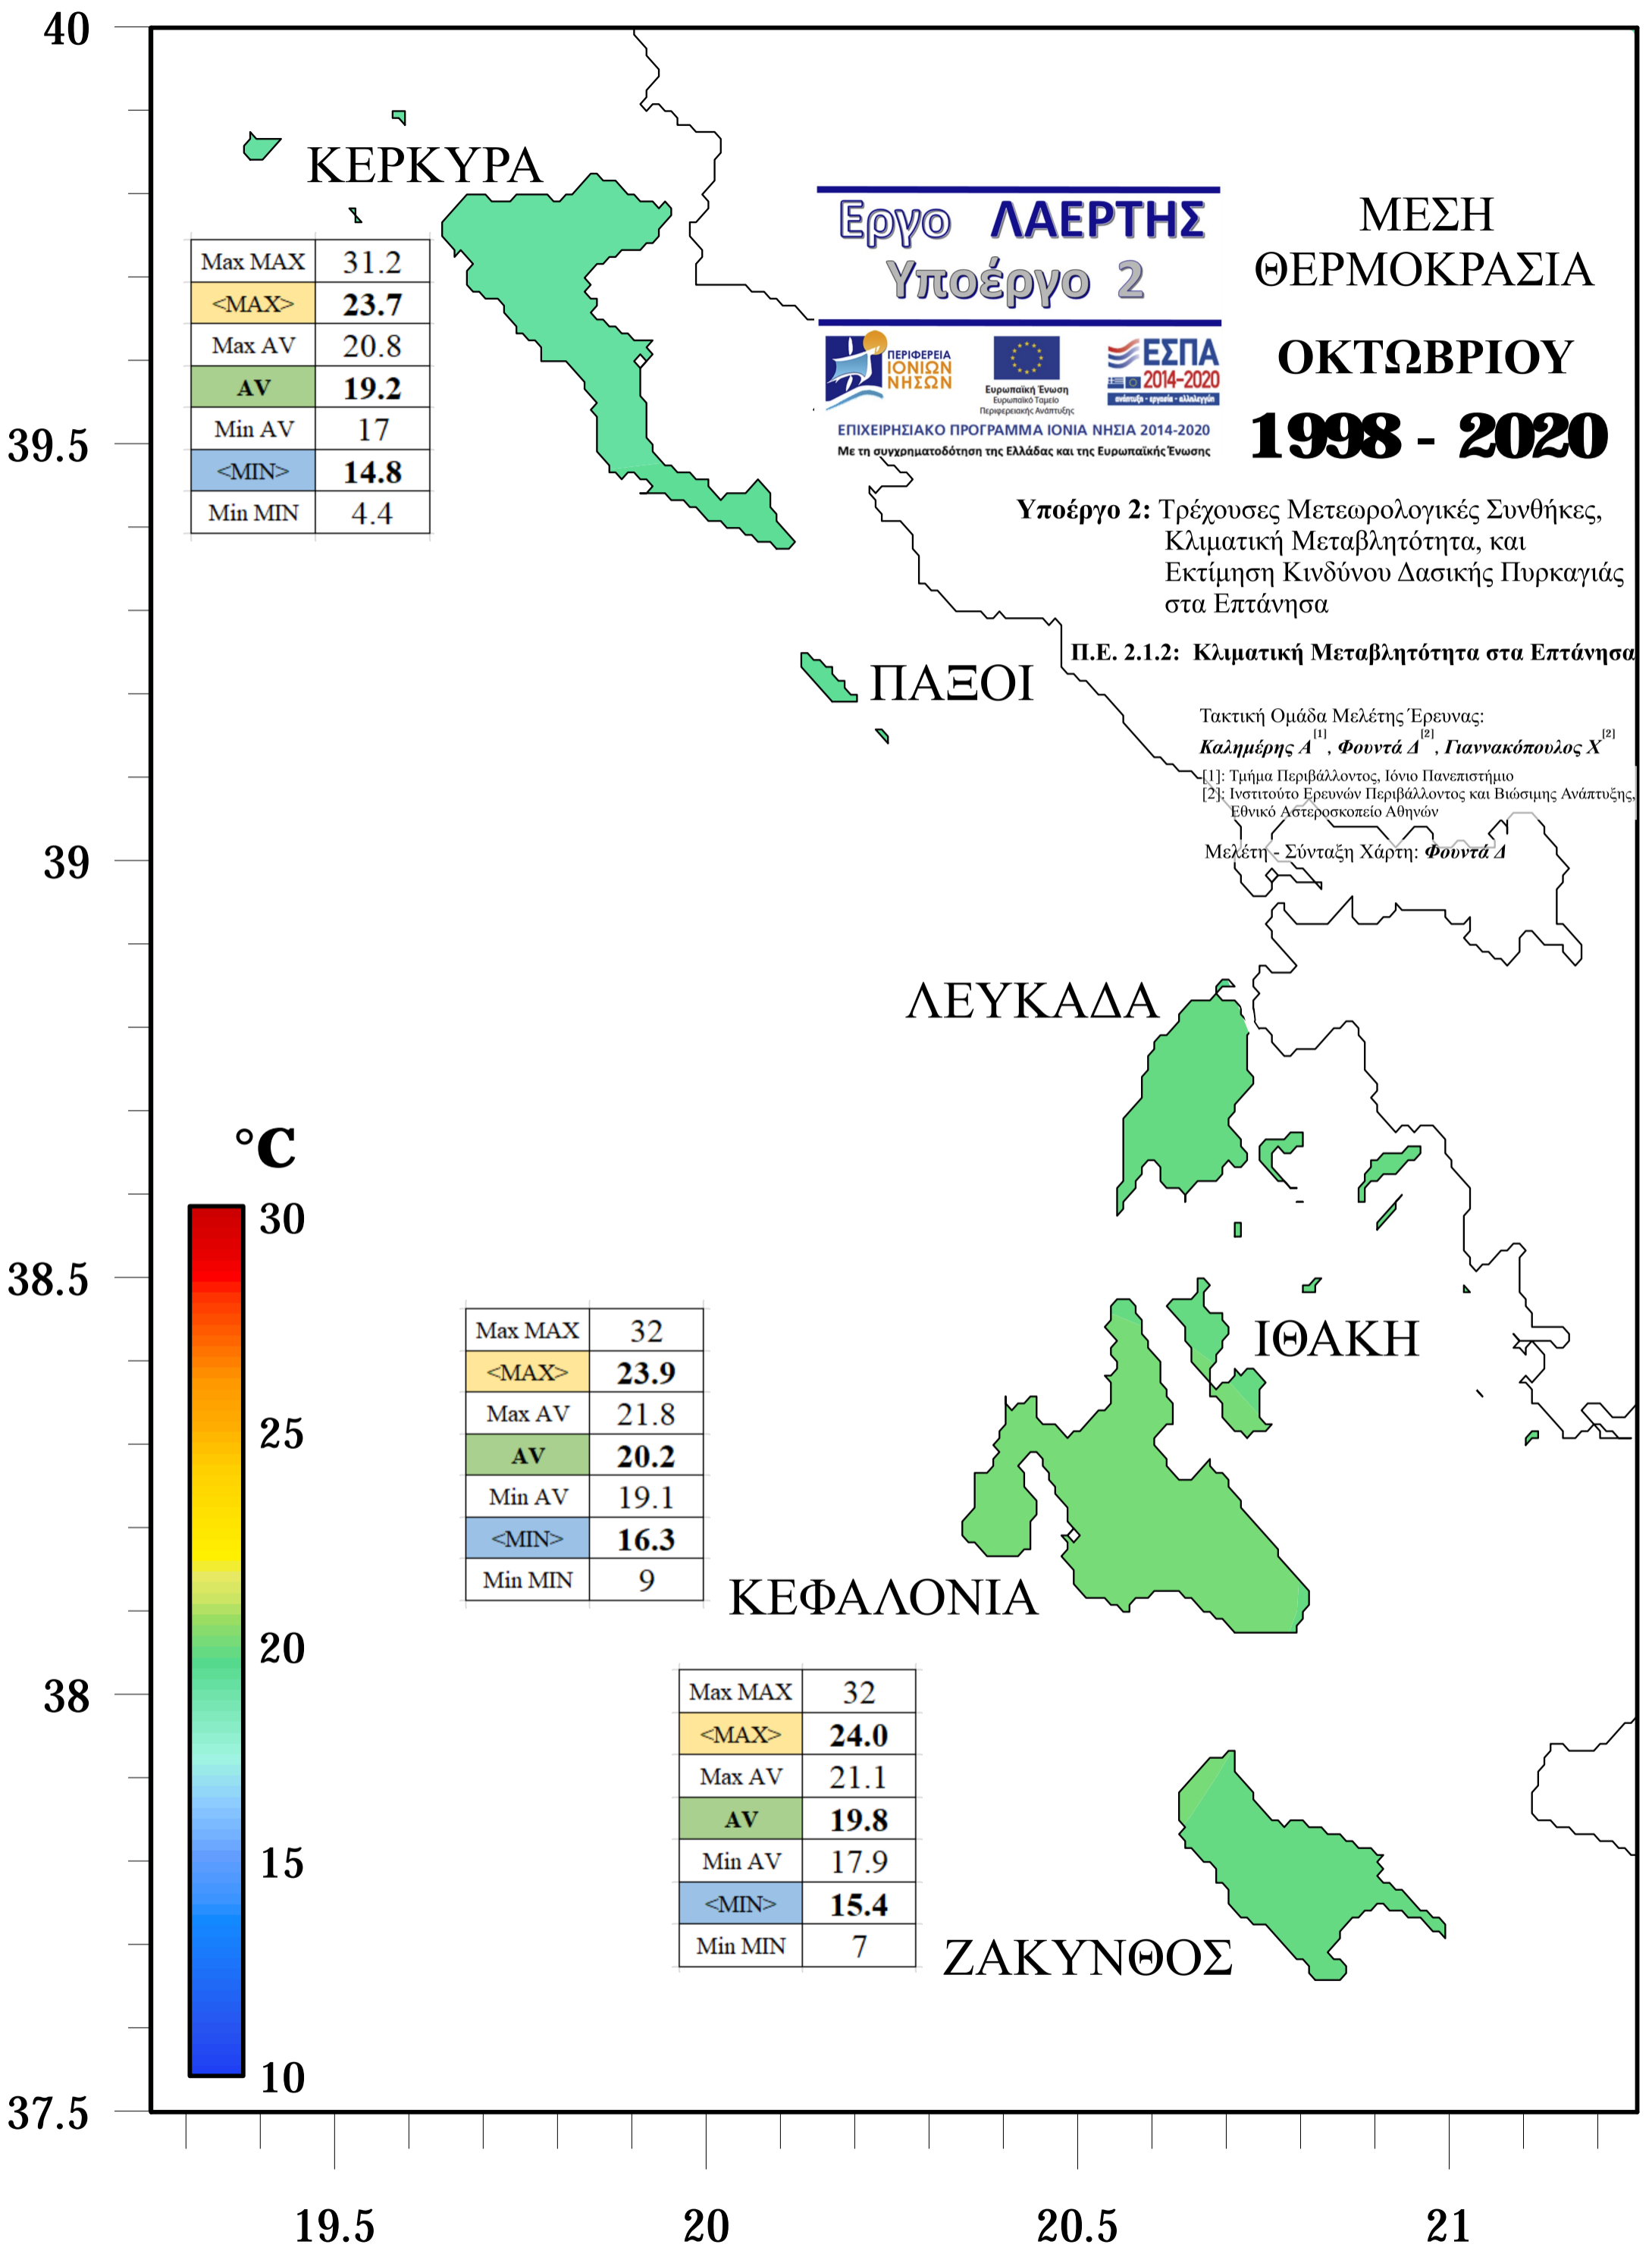 40
39.5
39
38.5
38
37.5
19.5
20
20.5
21
ΚΕΡΚΥΡΑ
Max MAX 31.2
<MAX> 23.7
Max AV 20.8
AV 19.2
Min AV 17
<MIN> 14.8
Min MIN 4.4
Εργο ΛΑΕΡΤΗΣ
Υποέργο 2
ΠΕΡΙΦΕΡΕΙΑ
ΙΟΝΙΩΝ
ΝΗΣΩΝ
Ευρωπαϊκή Ένωση
Ευρωπαϊκό Ταμείο
Περιφερειακής Ανάπτυξης
ΕΣΠΑ
2014-2020
ανάπτυξη - εργασία - αλληλεγγύη
ΕΠΙΧΕΙΡΗΣΙΑΚΟ ΠΡΟΓΡΑΜΜΑ ΙΟΝΙΑ ΝΗΣΙΑ 2014-2020
Με τη συγχρηματοδότηση της Ελλάδας και της Ευρωπαϊκής Ένωσης
ΜΕΣΗ
ΘΕΡΜΟΚΡΑΣΙΑ
ΟΚΤΩΒΡΙΟΥ
1998 - 2020
Υποέργο 2: Τρέχουσες Μετεωρολογικές Συνθήκες,
Κλιματική Μεταβλητότητα, και
Εκτίμηση Κινδύνου Δασικής Πυρκαγιάς
στα Επτάνησα
Π.Ε. 2.1.2: Κλιματική Μεταβλητότητα στα Επτάνησα
Τακτική Ομάδα Μελέτης Έρευνας:
Καλημέρης Α[1], Φουντά Δ[2], Γιαννακόπουλος Χ[2]
[1]: Τμήμα Περιβάλλοντος, Ιόνιο Πανεπιστήμιο
[2]: Ινστιτούτο Ερευνών Περιβάλλοντος και Βιώσιμης Ανάπτυξης,
Εθνικό Αστεροσκοπείο Αθηνών
Μελέτη - Σύνταξη Χάρτη: Φουντά Δ
ΠΑΞΟΙ
ΛΕΥΚΑΔΑ
°C
30
25
20
15
10
ΙΘΑΚΗ
Max MAX 32
<MAX> 23.9
Max AV 21.8
AV 20.2
Min AV 19.1
<MIN> 16.3
Min MIN 9
ΚΕΦΑΛΟΝΙΑ
Max MAX 32
<MAX> 24.0
Max AV 21.1
AV 19.8
Min AV 17.9
<MIN> 15.4
Min MIN 7
ΖΑΚΥΝΘΟΣ